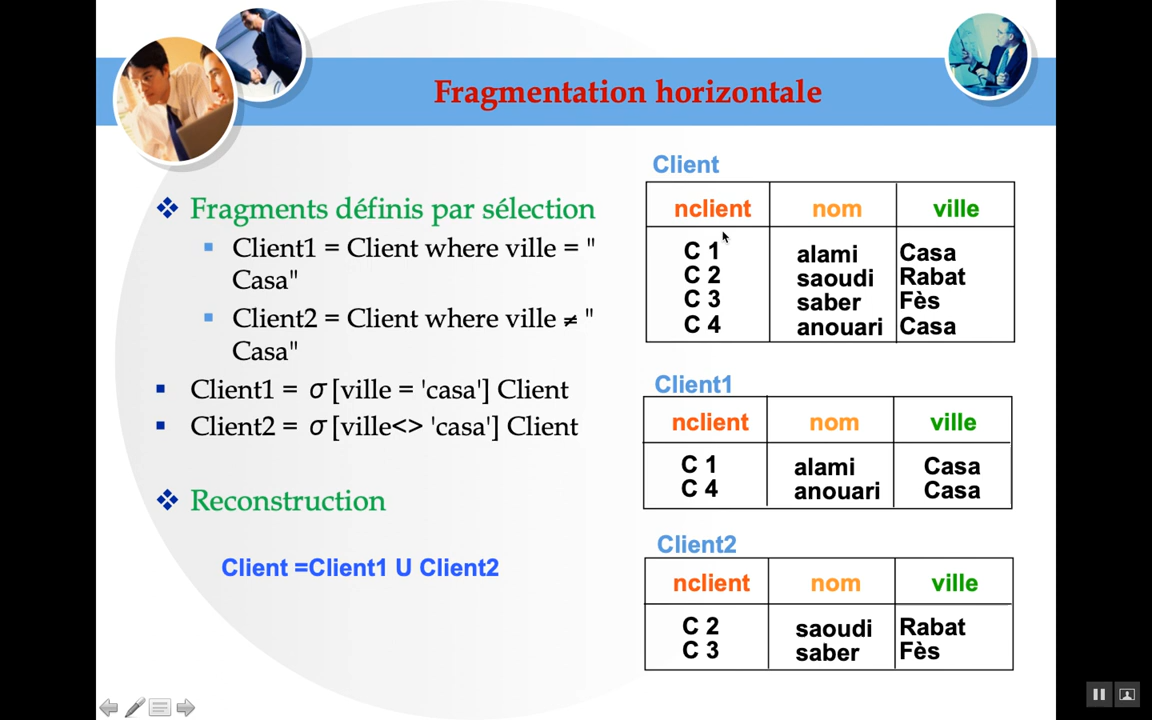 Fragmentation horizontale
❖ Fragments définis par sélection
▪ Client1 = Client where ville = "
Casa"
▪ Client2 = Client where ville ≠ "
Casa"
▪ Client1 = σ [ville = 'casa'] Client
▪ Client2 = σ [ville<> 'casa'] Client
❖ Reconstruction
Client =Client1 U Client2
Client
nclient nom ville
C 1 alami Casa
C 2 saoudi Rabat
C 3 saber Fès
C 4 anouari Casa
Client1
nclient nom ville
C 1 alami Casa
C 4 anouari Casa
Client2
nclient nom ville
C 2 saoudi Rabat
C 3 saber Fès